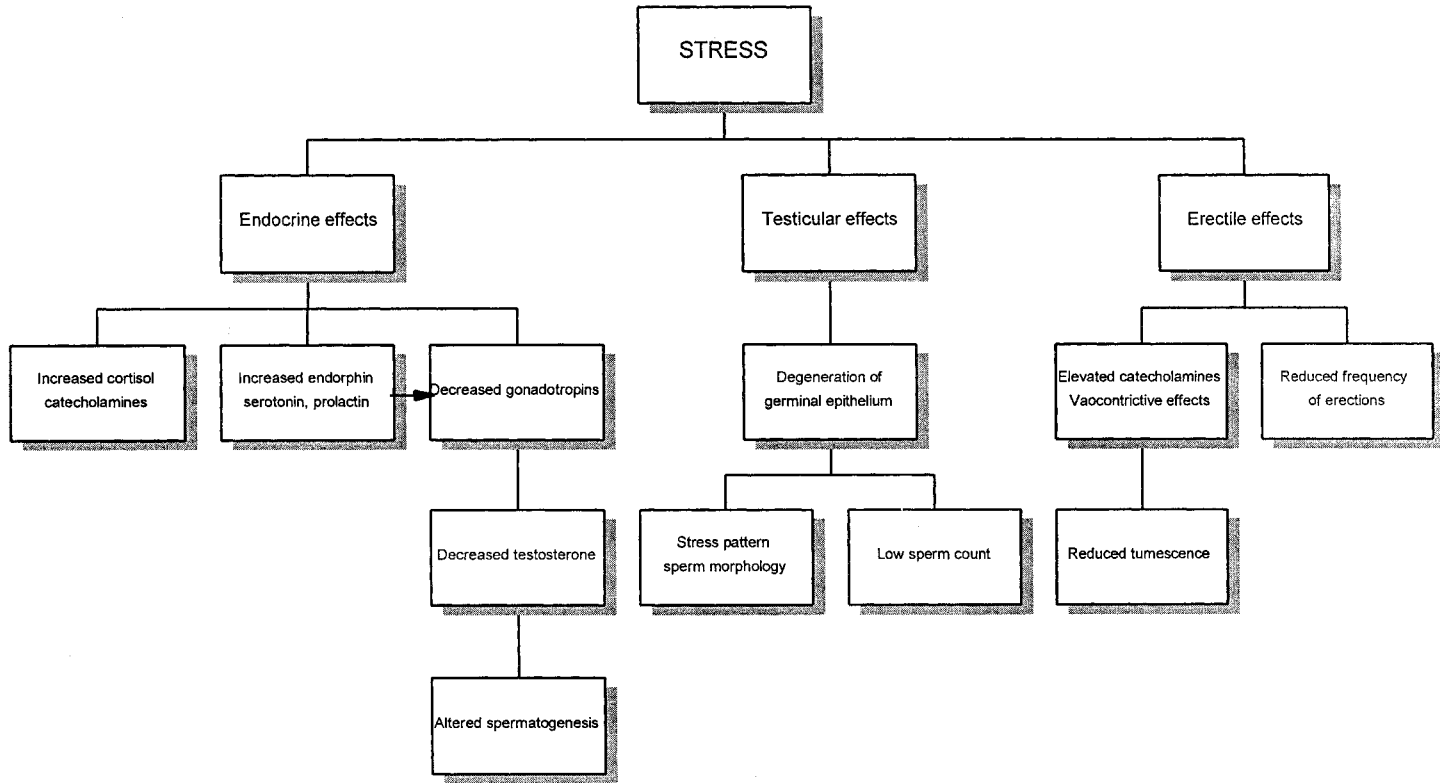 STRESS
Endocrine effects
Testicular effects
Erectile effects
Increased cortisol
catecholamines
Increased endorphin
serotonin, prolactin
Decreased gonadotropins
Degeneration of
germinal epithelium
Elevated catecholamines
Vaocontrictive effects
Reduced frequency
of erections
Decreased testosterone
Stress pattern
sperm morphology
Low sperm count
Reduced tumescence
Altered spermatogenesis